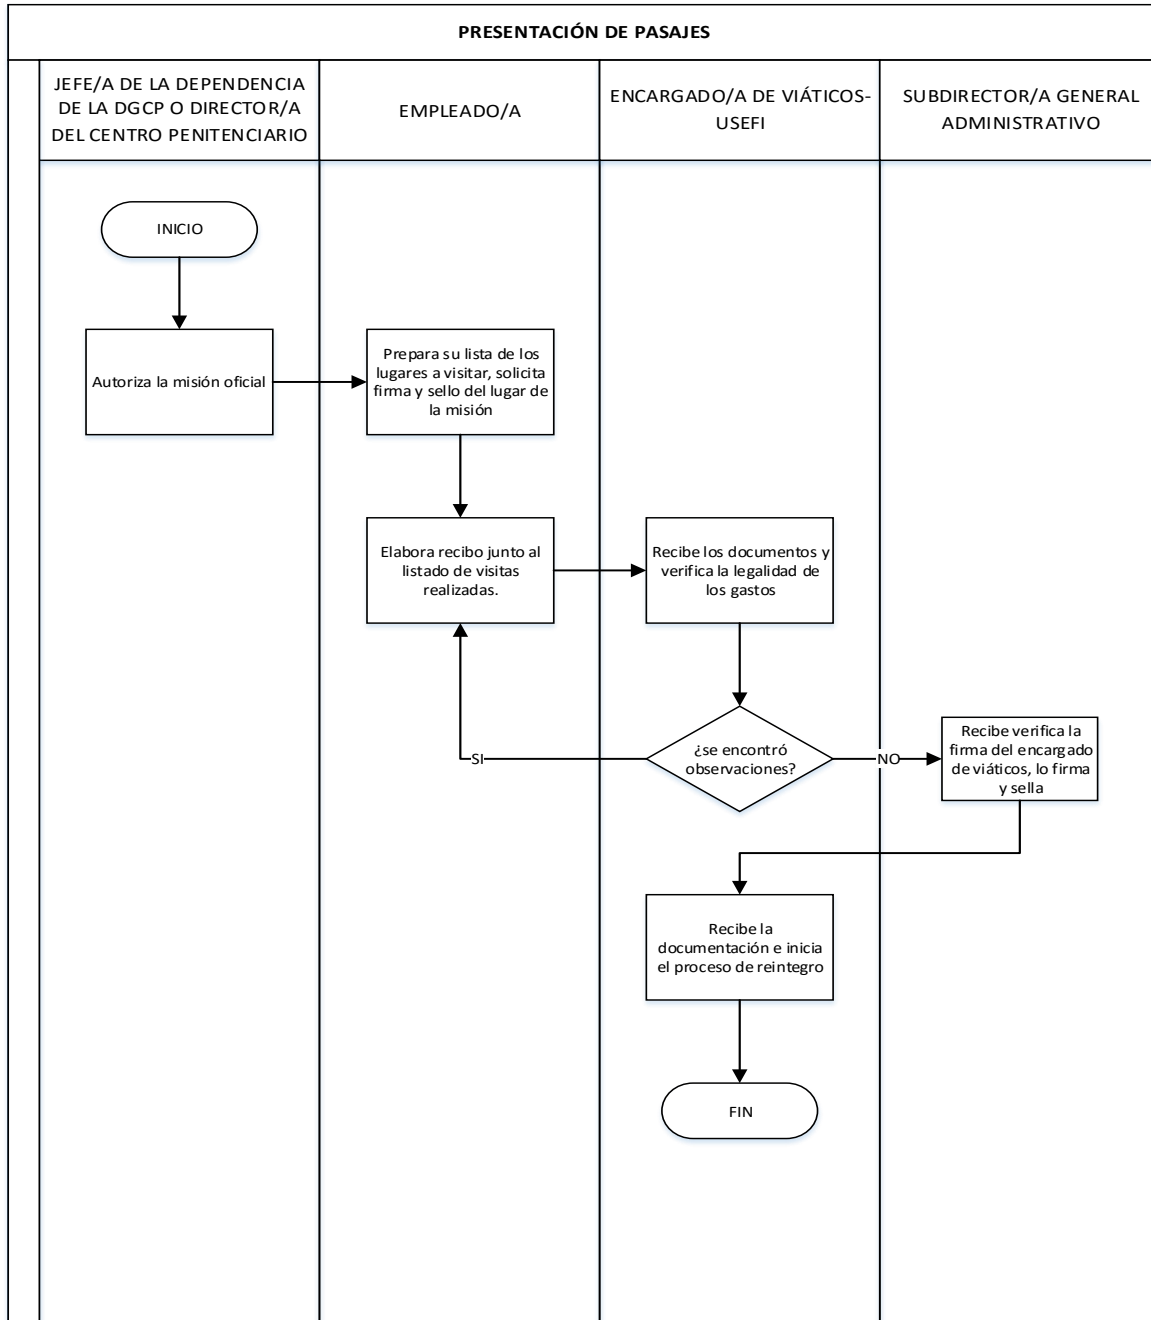 PRESENTACIÓN DE PASAJES
JEFE/A DE LA DEPENDENCIA
DE LA DGCP O DIRECTOR/A
DEL CENTRO PENITENCIARIO
EMPLEADO/A
ENCARGADO/A DE VIÁTICOS-
USEFI
SUBDIRECTOR/A GENERAL
ADMINISTRATIVO
INICIO
Autoriza la misión oficial
Prepara su lista de los
lugares a visitar, solicita
firma y sello del lugar de
la misión
Elabora recibo junto al
listado de visitas
realizadas.
Recibe los documentos y
verifica la legalidad de
los gastos
¿se encontró
observaciones?
SI
NO
Recibe verifica la
firma del encargado
de viáticos, lo firma
y sella
Recibe la
documentación e inicia
el proceso de reintegro
FIN